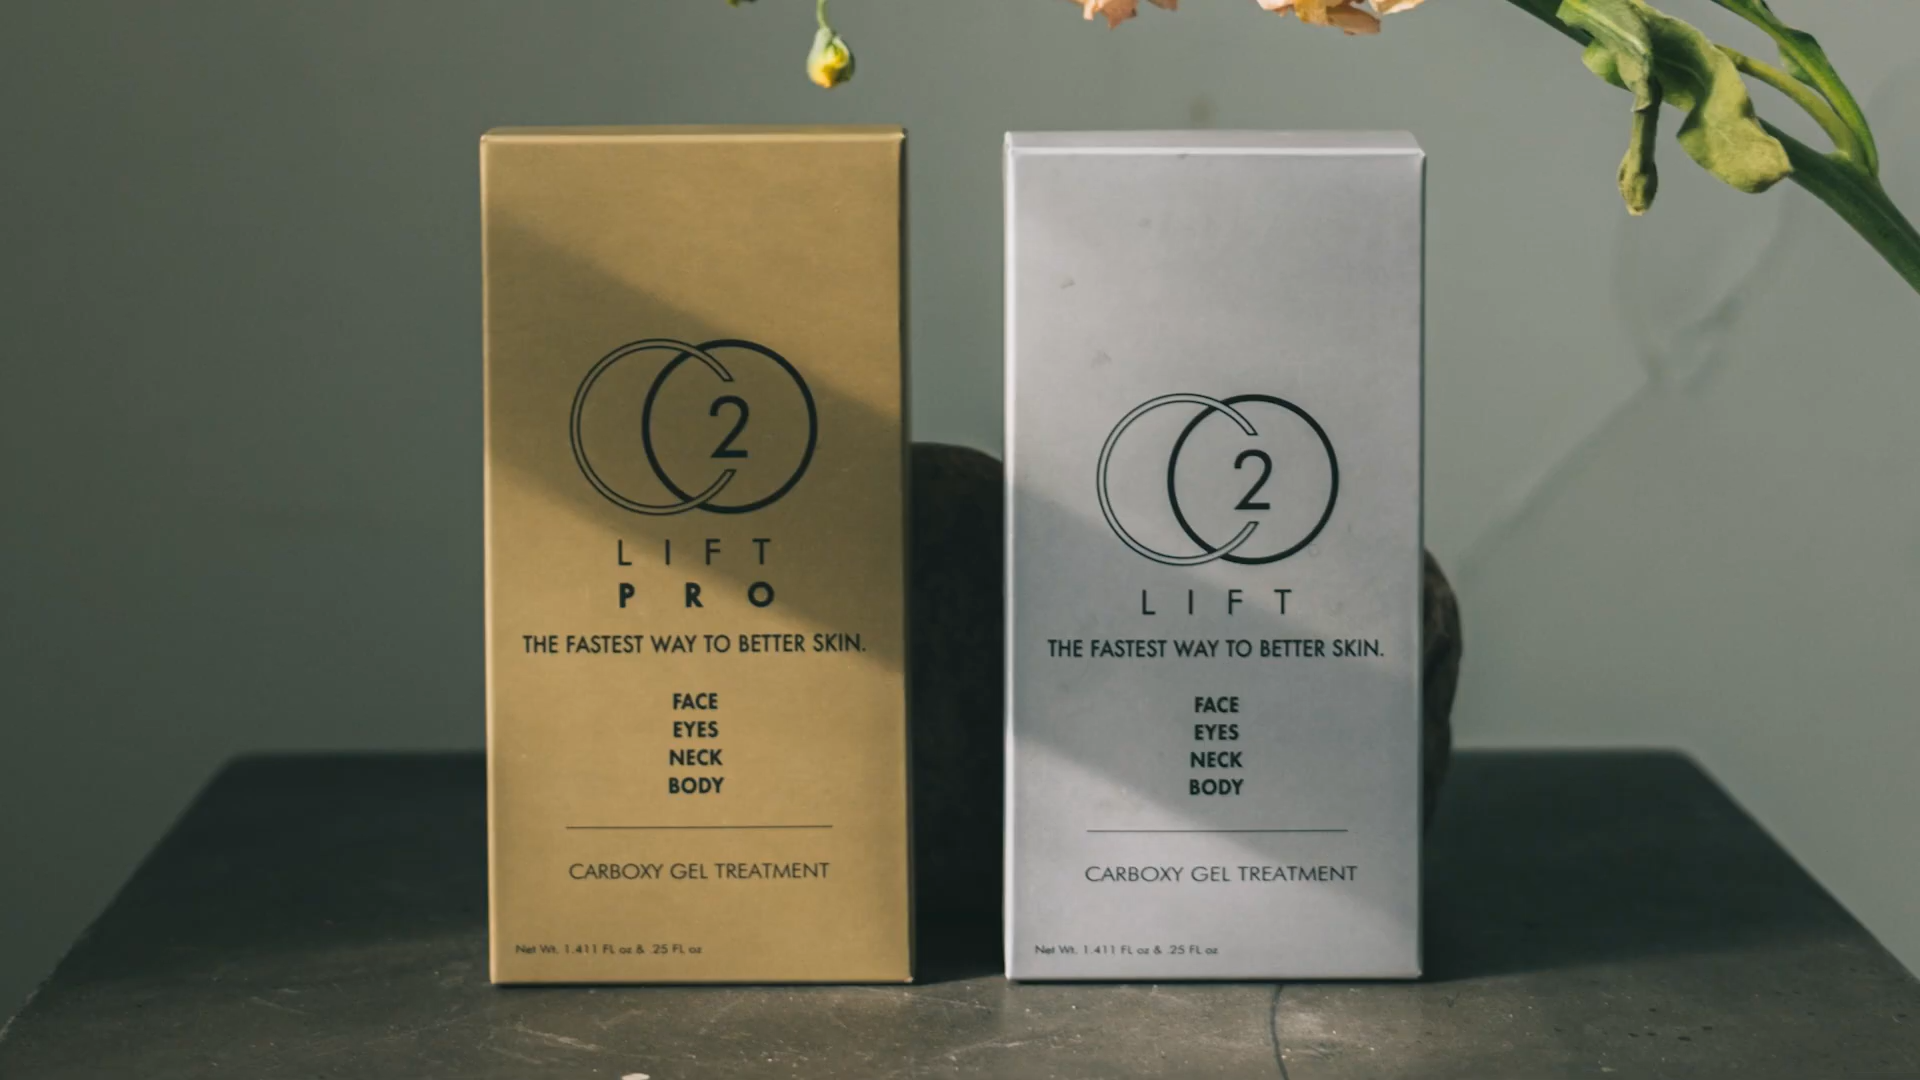 CO2
LIFT
PRO
THE FASTEST WAY TO BETTER SKIN.
FACE
EYES
NECK
BODY
CARBOXY GEL TREATMENT
Net Wt. 1.411 FL oz & .25 FL oz
CO2
LIFT
THE FASTEST WAY TO BETTER SKIN.
FACE
EYES
NECK
BODY
CARBOXY GEL TREATMENT
Net Wt. 1.411 FL oz & .25 FL oz